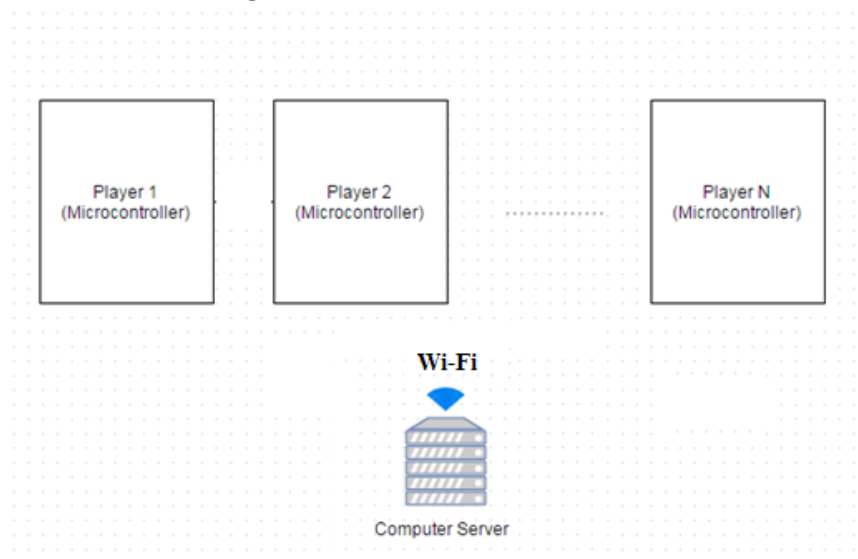 Player 1
(Microcontroller)
Player 2
(Microcontroller)
Player N
(Microcontroller)
Wi-Fi
Computer Server